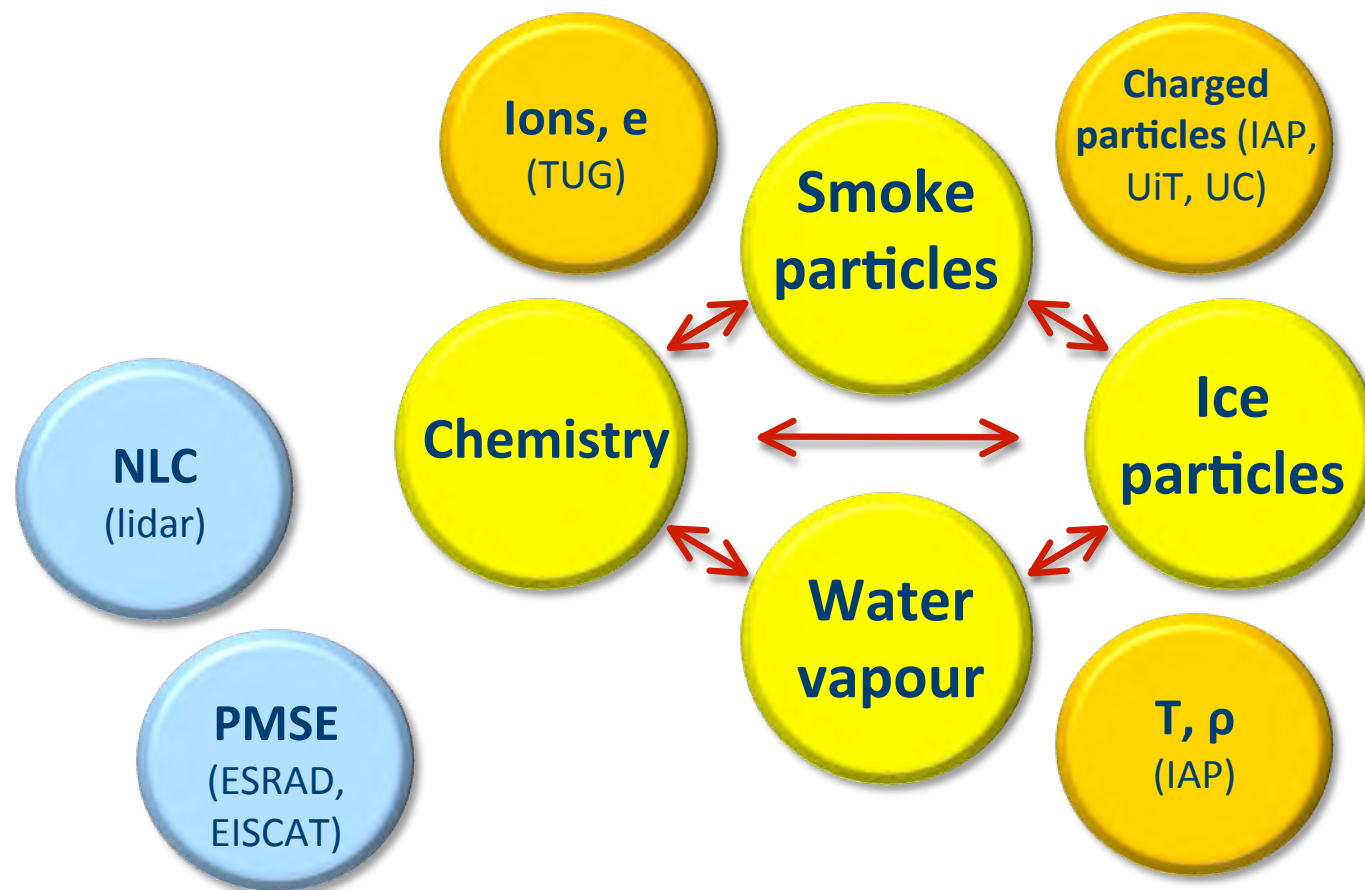 Ions, e
(TUG)
Charged
particles (IAP,
UiT, UC)
Smoke
particles
Chemistry
Ice
particles
NLC
(lidar)
Water
vapour
PMSE
(ESRAD,
EISCAT)
T, ρ
(IAP)